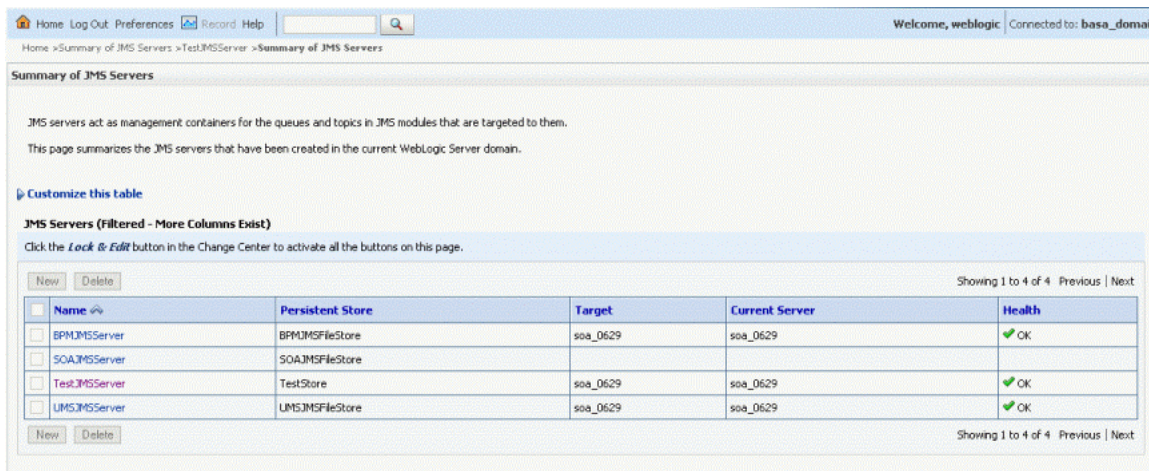 Home Log Out Preferences Record Help
Welcome, weblogic Connected to: basa_domai
Home >Summary of JMS Servers >TestJMSServer >Summary of JMS Servers
Summary of JMS Servers
JMS servers act as management containers for the queues and topics in JMS modules that are targeted to them.
This page summarizes the JMS servers that have been created in the current WebLogic Server domain.
Customize this table
JMS Servers (Filtered - More Columns Exist)
Click the Lock & Edit button in the Change Center to activate all the buttons on this page.
New Delete Showing 1 to 4 of 4 Previous | Next
Name Persistent Store Target Current Server Health
BPMJMSServer BPMJMSFileStore soa_0629 soa_0629 OK
SOAJMSServer SOAJMSFileStore
TestJMSServer TestStore soa_0629 soa_0629 OK
UMSJMSServer UMSJMSFileStore soa_0629 soa_0629 OK
New Delete Showing 1 to 4 of 4 Previous | Next